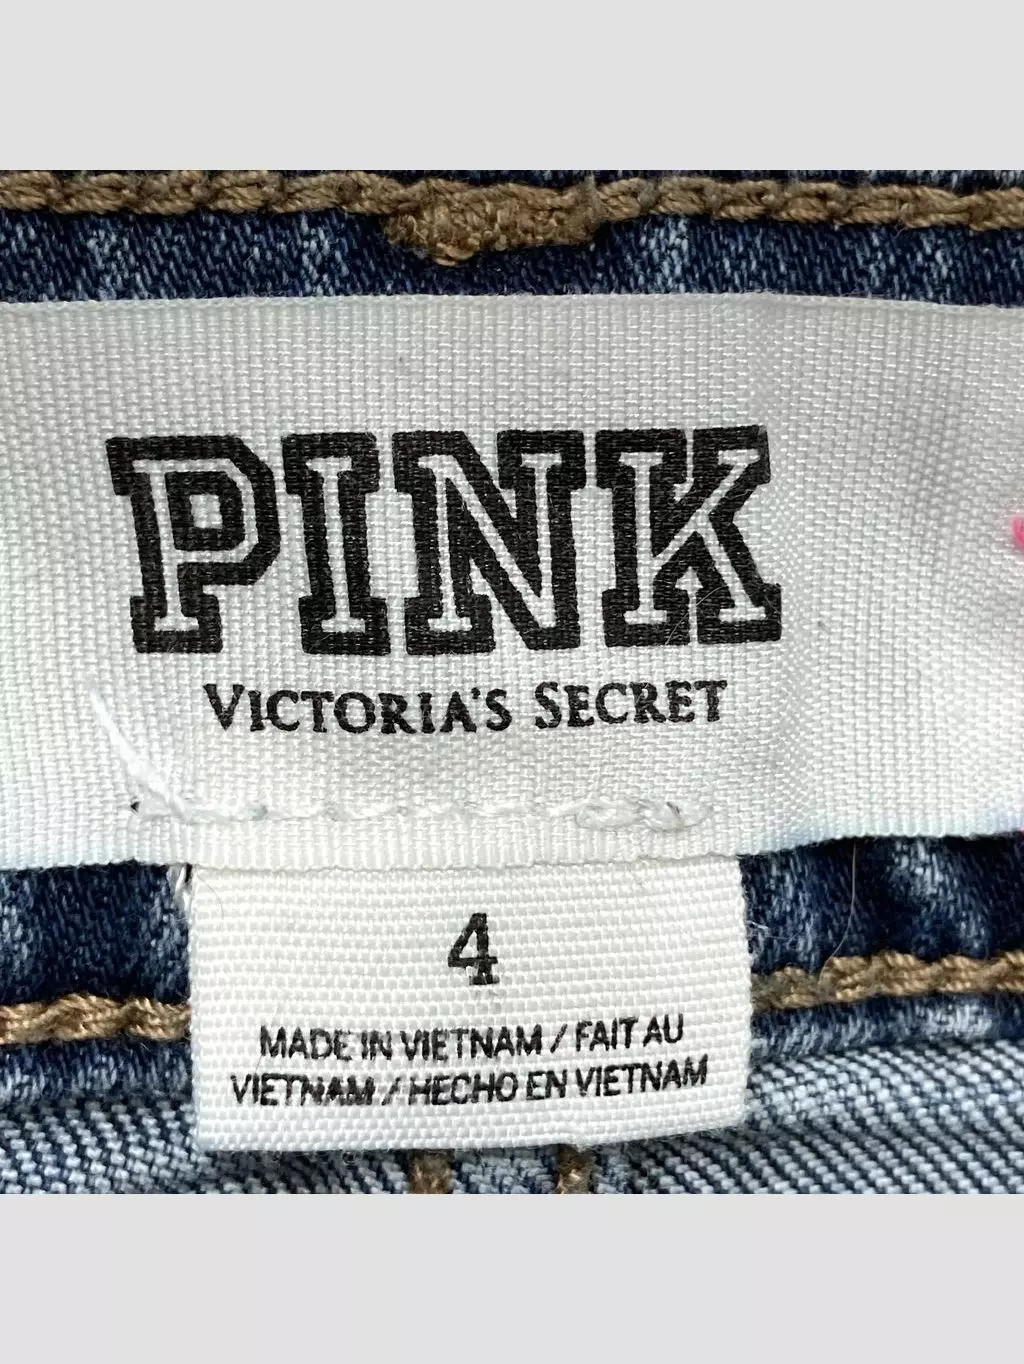 PINK
VICTORIA'S SECRET
4
MADE IN VIETNAM / FAIT AU
VIETNAM / HECHO EN VIETNAM